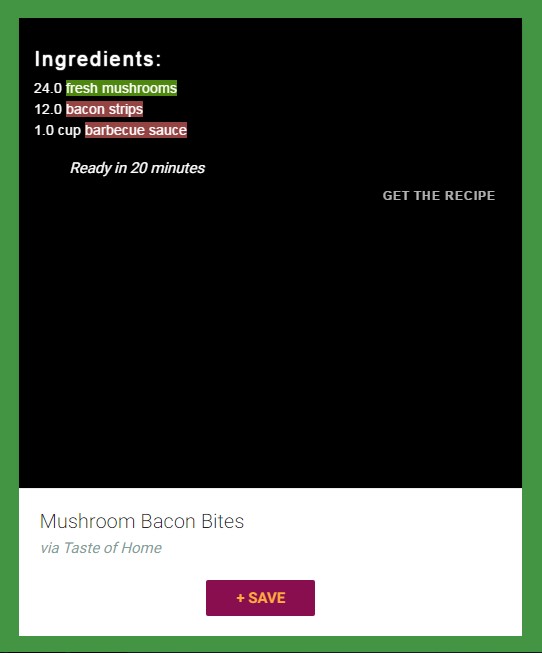 Ingredients:
24.0 fresh mushrooms
12.0 bacon strips
1.0 cup barbecue sauce
Ready in 20 minutes
GET THE RECIPE
Mushroom Bacon Bites
via Taste of Home
+ SAVE